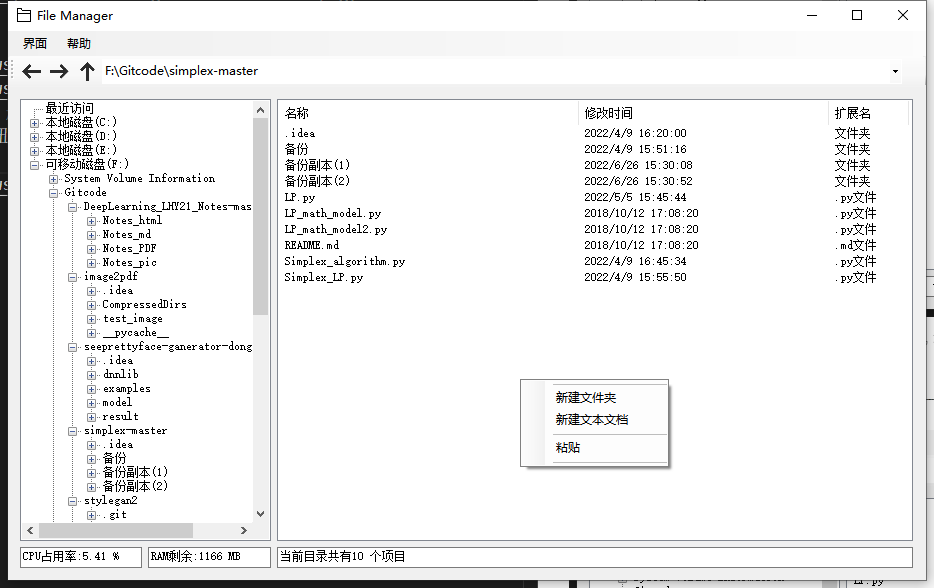 File Manager
界面 帮助
F:\Gitcode\simplex-master
最近访问
本地磁盘(C:)
本地磁盘(D:)
本地磁盘(E:)
可移动磁盘(F:)
System Volume Information
Gitcode
DeepLearning_LHY21_Notes-mas
Notes_html
Notes_md
Notes_PDF
Notes_pic
image2pdf
.idea
CompressedDirs
test_image
__pycache__
seeprettyface-ganerator-dong
.idea
dnnlib
examples
model
result
simplex-master
.idea
备份
备份副本(1)
备份副本(2)
stylegan2
.git
名称 修改时间 扩展名
.idea 2022/4/9 16:20:00 文件夹
备份 2022/4/9 15:51:16 文件夹
备份副本(1) 2022/6/26 15:30:08 文件夹
备份副本(2) 2022/6/26 15:30:52 文件夹
LP.py 2022/5/5 15:45:44 .py文件
LP_math_model.py 2018/10/12 17:08:20 .py文件
LP_math_model2.py 2018/10/12 17:08:20 .py文件
README.md 2018/10/12 17:08:20 .md文件
Simplex_algorithm.py 2022/4/9 16:45:34 .py文件
Simplex_LP.py 2022/4/9 15:55:50 .py文件
新建文件夹
新建文本文档
粘贴
CPU占用率:5.41 % RAM剩余:1166 MB 当前目录共有10 个项目